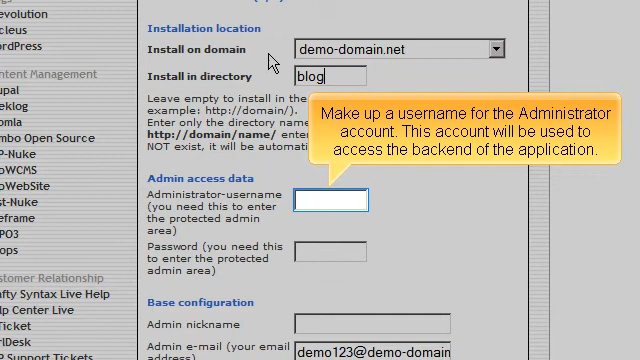 evolution
ucleus
ordPress
ontent Management
upal
eeklog
omla
mbo Open Source
P-Nuke
oWCMS
oWebSite
st-Nuke
eframe
PO3
ops
ustomer Relationship
afty Syntax Live Help
elp Center Live
Ticket
rlDesk
P Support Tickets
Installation location
Install on domain
demo-domain.net
Install in directory
blog
Leave empty to install in the
example: http://domain/).
Enter only the directory name
http://domain/name/ ente
NOT exist, it will be automati
Make up a username for the Administrator
account. This account will be used to
access the backend of the application.
Admin access data
Administrator-username
(you need this to enter
the protected admin
area)
Password (you need this
to enter the protected
admin area)
Base configuration
Admin nickname
Admin e-mail (your email
address)
demo123@demo-domain